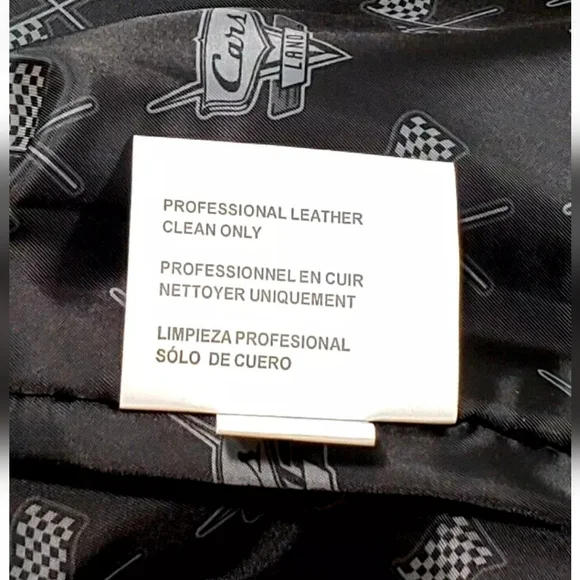 Cars
LAND
PROFESSIONAL LEATHER
CLEAN ONLY
PROFESSIONNEL EN CUIR
NETTOYER UNIQUEMENT
LIMPIEZA PROFESIONAL
SÓLO DE CUERO